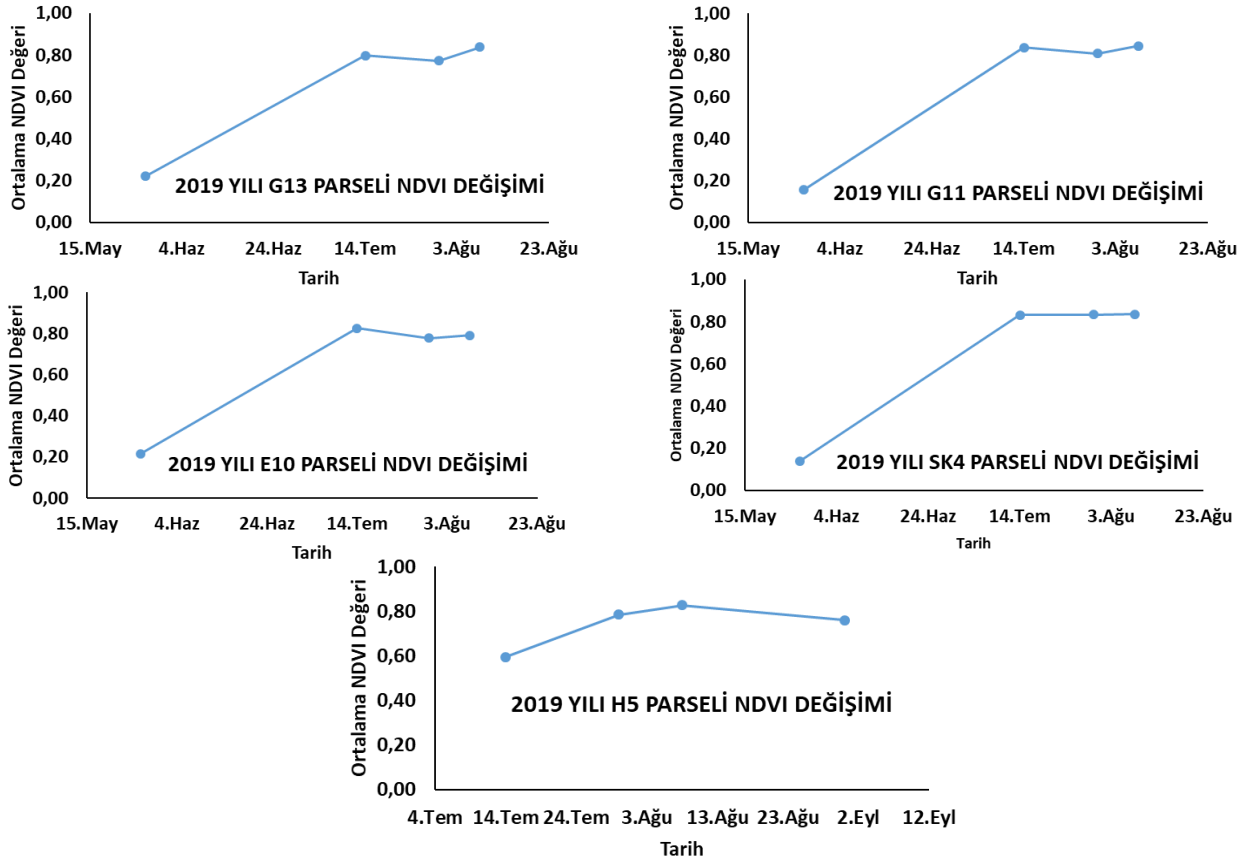 Ortalama NDVI Değeri
1,00
0,80
0,60
0,40
0,20
0,00
2019 YILI G13 PARSELİ NDVI DEĞİŞİMİ
15.May 4.Haz 24.Haz 14.Tem 3.Ağu 23.Ağu
Tarih
Ortalama NDVI Değeri
1,00
0,80
0,60
0,40
0,20
0,00
2019 YILI G11 PARSELİ NDVI DEĞİŞİMİ
15.May 4.Haz 24.Haz 14.Tem 3.Ağu 23.Ağu
Tarih
Ortalama NDVI Değeri
1,00
0,80
0,60
0,40
0,20
0,00
2019 YILI E10 PARSELİ NDVI DEĞİŞİMİ
15.May 4.Haz 24.Haz 14.Tem 3.Ağu 23.Ağu
Tarih
Ortalama NDVI Değeri
1,00
0,80
0,60
0,40
0,20
0,00
2019 YILI SK4 PARSELİ NDVI DEĞİŞİMİ
15.May 4.Haz 24.Haz 14.Tem 3.Ağu 23.Ağu
Tarih
Ortalama NDVI Değeri
1,00
0,80
0,60
0,40
0,20
0,00
2019 YILI H5 PARSELİ NDVI DEĞİŞİMİ
4.Tem 14.Tem 24.Tem 3.Ağu 13.Ağu 23.Ağu 2.Eyl 12.Eyl
Tarih